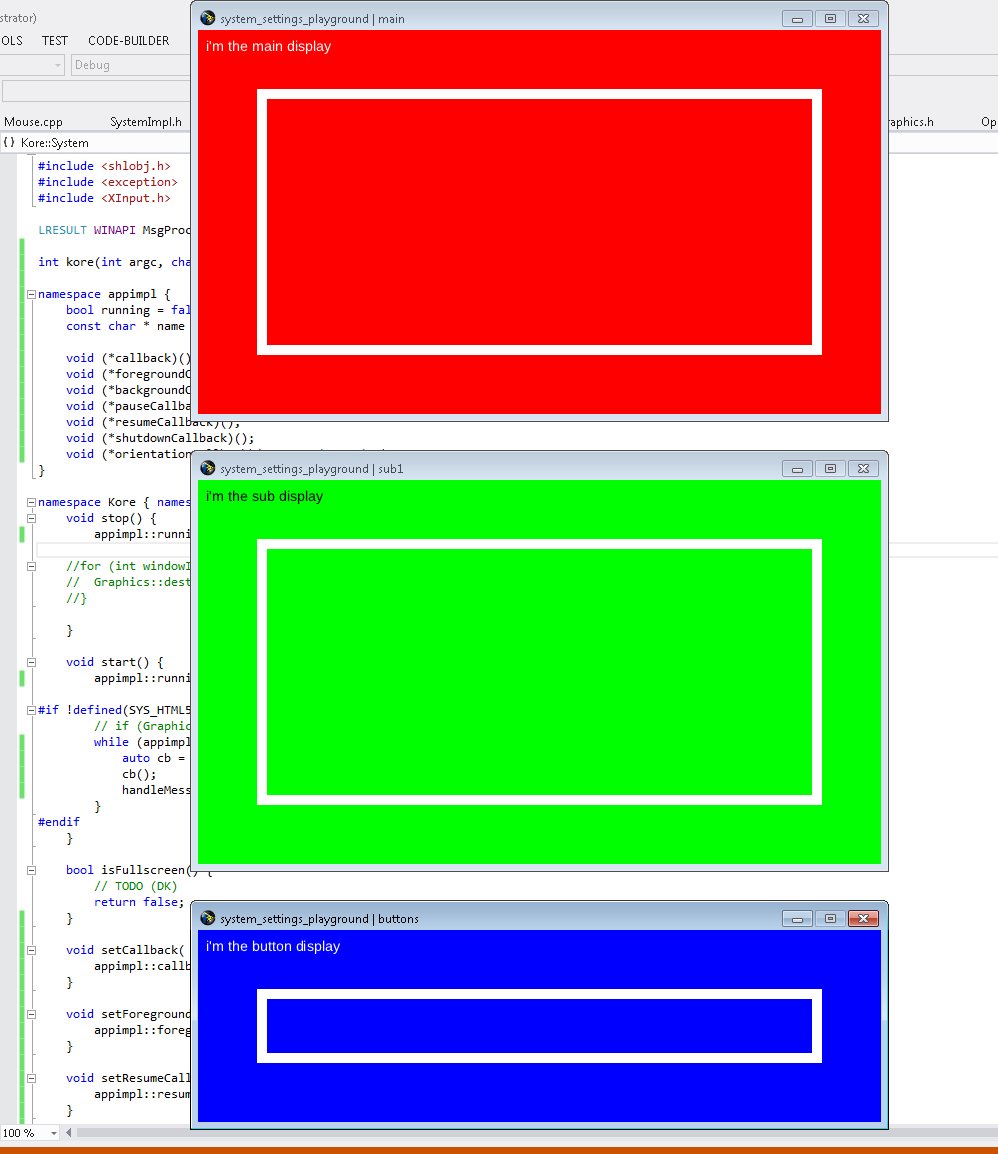 strator)
OLS TEST CODE-BUILDER
Debug
Mouse.cpp SystemImpl.h raphics.h Op
{ } Kore::System
#include <shlobj.h>
#include <exception>
#include <XInput.h>
LRESULT WINAPI MsgProc
int kore(int argc, cha
namespace appimpl {
bool running = fal
const char * name
void (*callback)()
void (*foregroundC
void (*backgroundC
void (*pauseCallba
void (*resumeCallback)();
void (*shutdownCallback)();
void (*orientation
}
namespace Kore { names
void stop() {
appimpl::runni
//for (int windowI
// Graphics::dest
//}
}
void start() {
appimpl::runni
#if !defined(SYS_HTML5
// if (Graphic
while (appimpl
auto cb =
cb();
handleMess
}
#endif
}
bool isFullscreen() {
// TODO (DK)
return false;
}
void setCallback(
appimpl::callb
}
void setForeground
appimpl::foreg
}
void setResumeCall
appimpl::resum
}
100 %
system_settings_playground | main
i'm the main display
system_settings_playground | sub1
i'm the sub display
system_settings_playground | buttons
i'm the button display